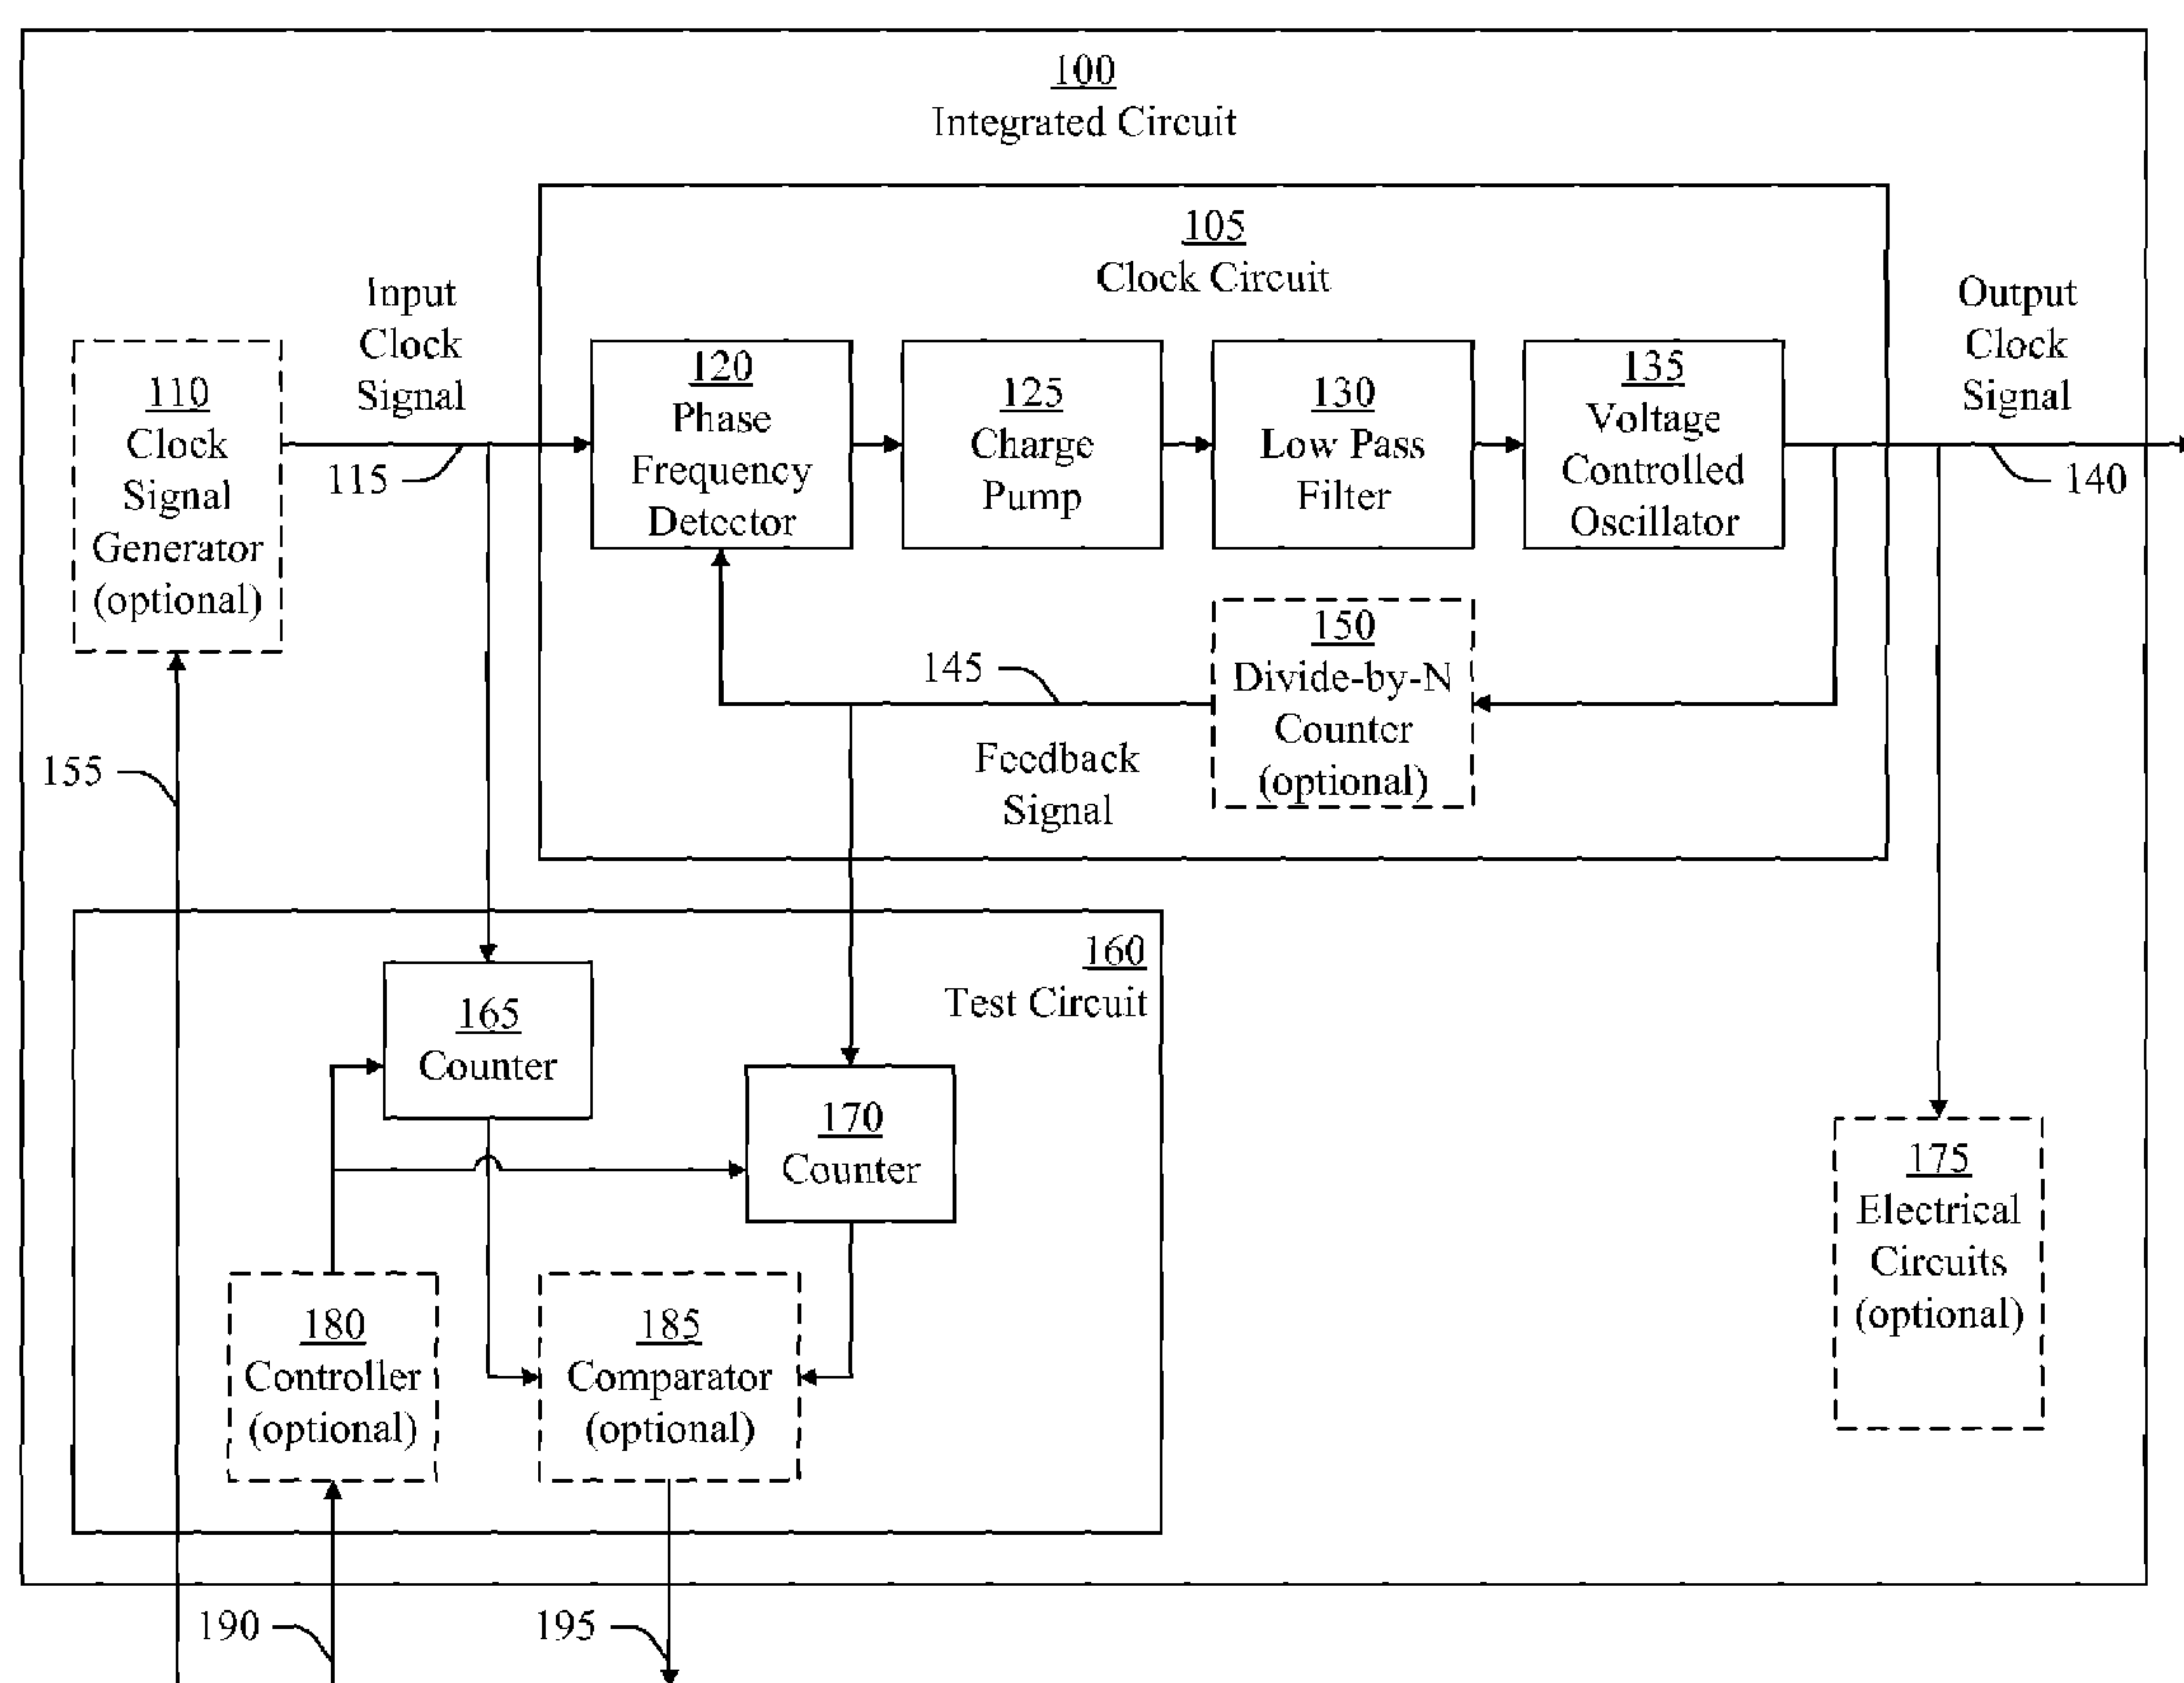 100
Integrated Circuit
105
Clock Circuit
Input
Clock
Signal
Output
Clock
Signal
110
Clock
Signal
Generator
(optional)
115
120
Phase
Frequency
Detector
125
Charge
Pump
130
Low Pass
Filter
135
Voltage
Controlled
Oscillator
140
145
Feedback
Signal
150
Divide-by-N
Counter
(optional)
155
160
Test Circuit
165
Counter
170
Counter
175
Electrical
Circuits
(optional)
180
Controller
(optional)
185
Comparator
(optional)
190
195